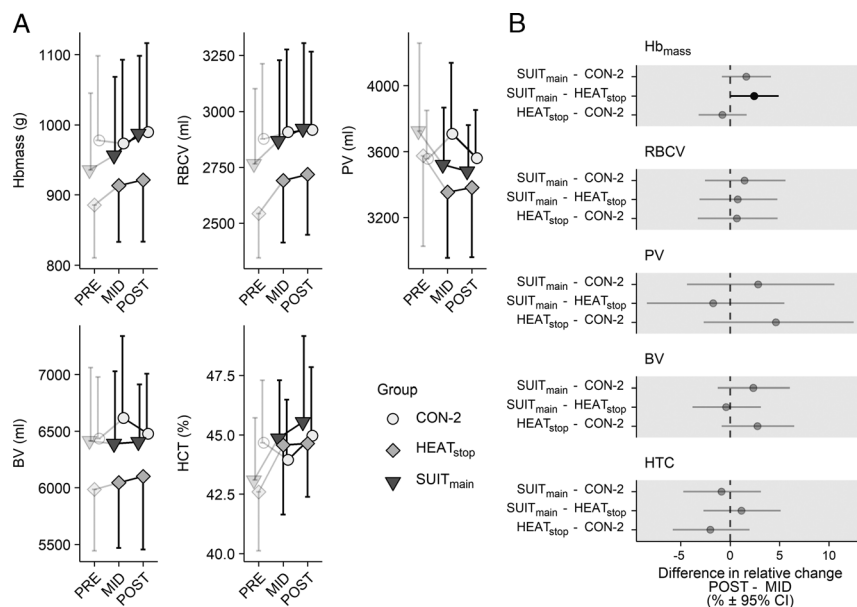 A
Hbmass (g)
1100
1000
900
800
PRE
MID
POST
RBCV (ml)
3250
3000
2750
2500
PRE
MID
POST
PV (ml)
4000
3600
3200
PRE
MID
POST
BV (ml)
7000
6500
6000
5500
PRE
MID
POST
HCT (%)
47.5
45.0
42.5
40.0
PRE
MID
POST
Group
CON-2
HEATstop
SUITmain
B
Hbmass
SUITmain - CON-2
SUITmain - HEATstop
HEATstop - CON-2
RBCV
SUITmain - CON-2
SUITmain - HEATstop
HEATstop - CON-2
PV
SUITmain - CON-2
SUITmain - HEATstop
HEATstop - CON-2
BV
SUITmain - CON-2
SUITmain - HEATstop
HEATstop - CON-2
HTC
SUITmain - CON-2
SUITmain - HEATstop
HEATstop - CON-2
-5 0 5 10
Difference in relative change
POST - MID
(% ± 95% CI)